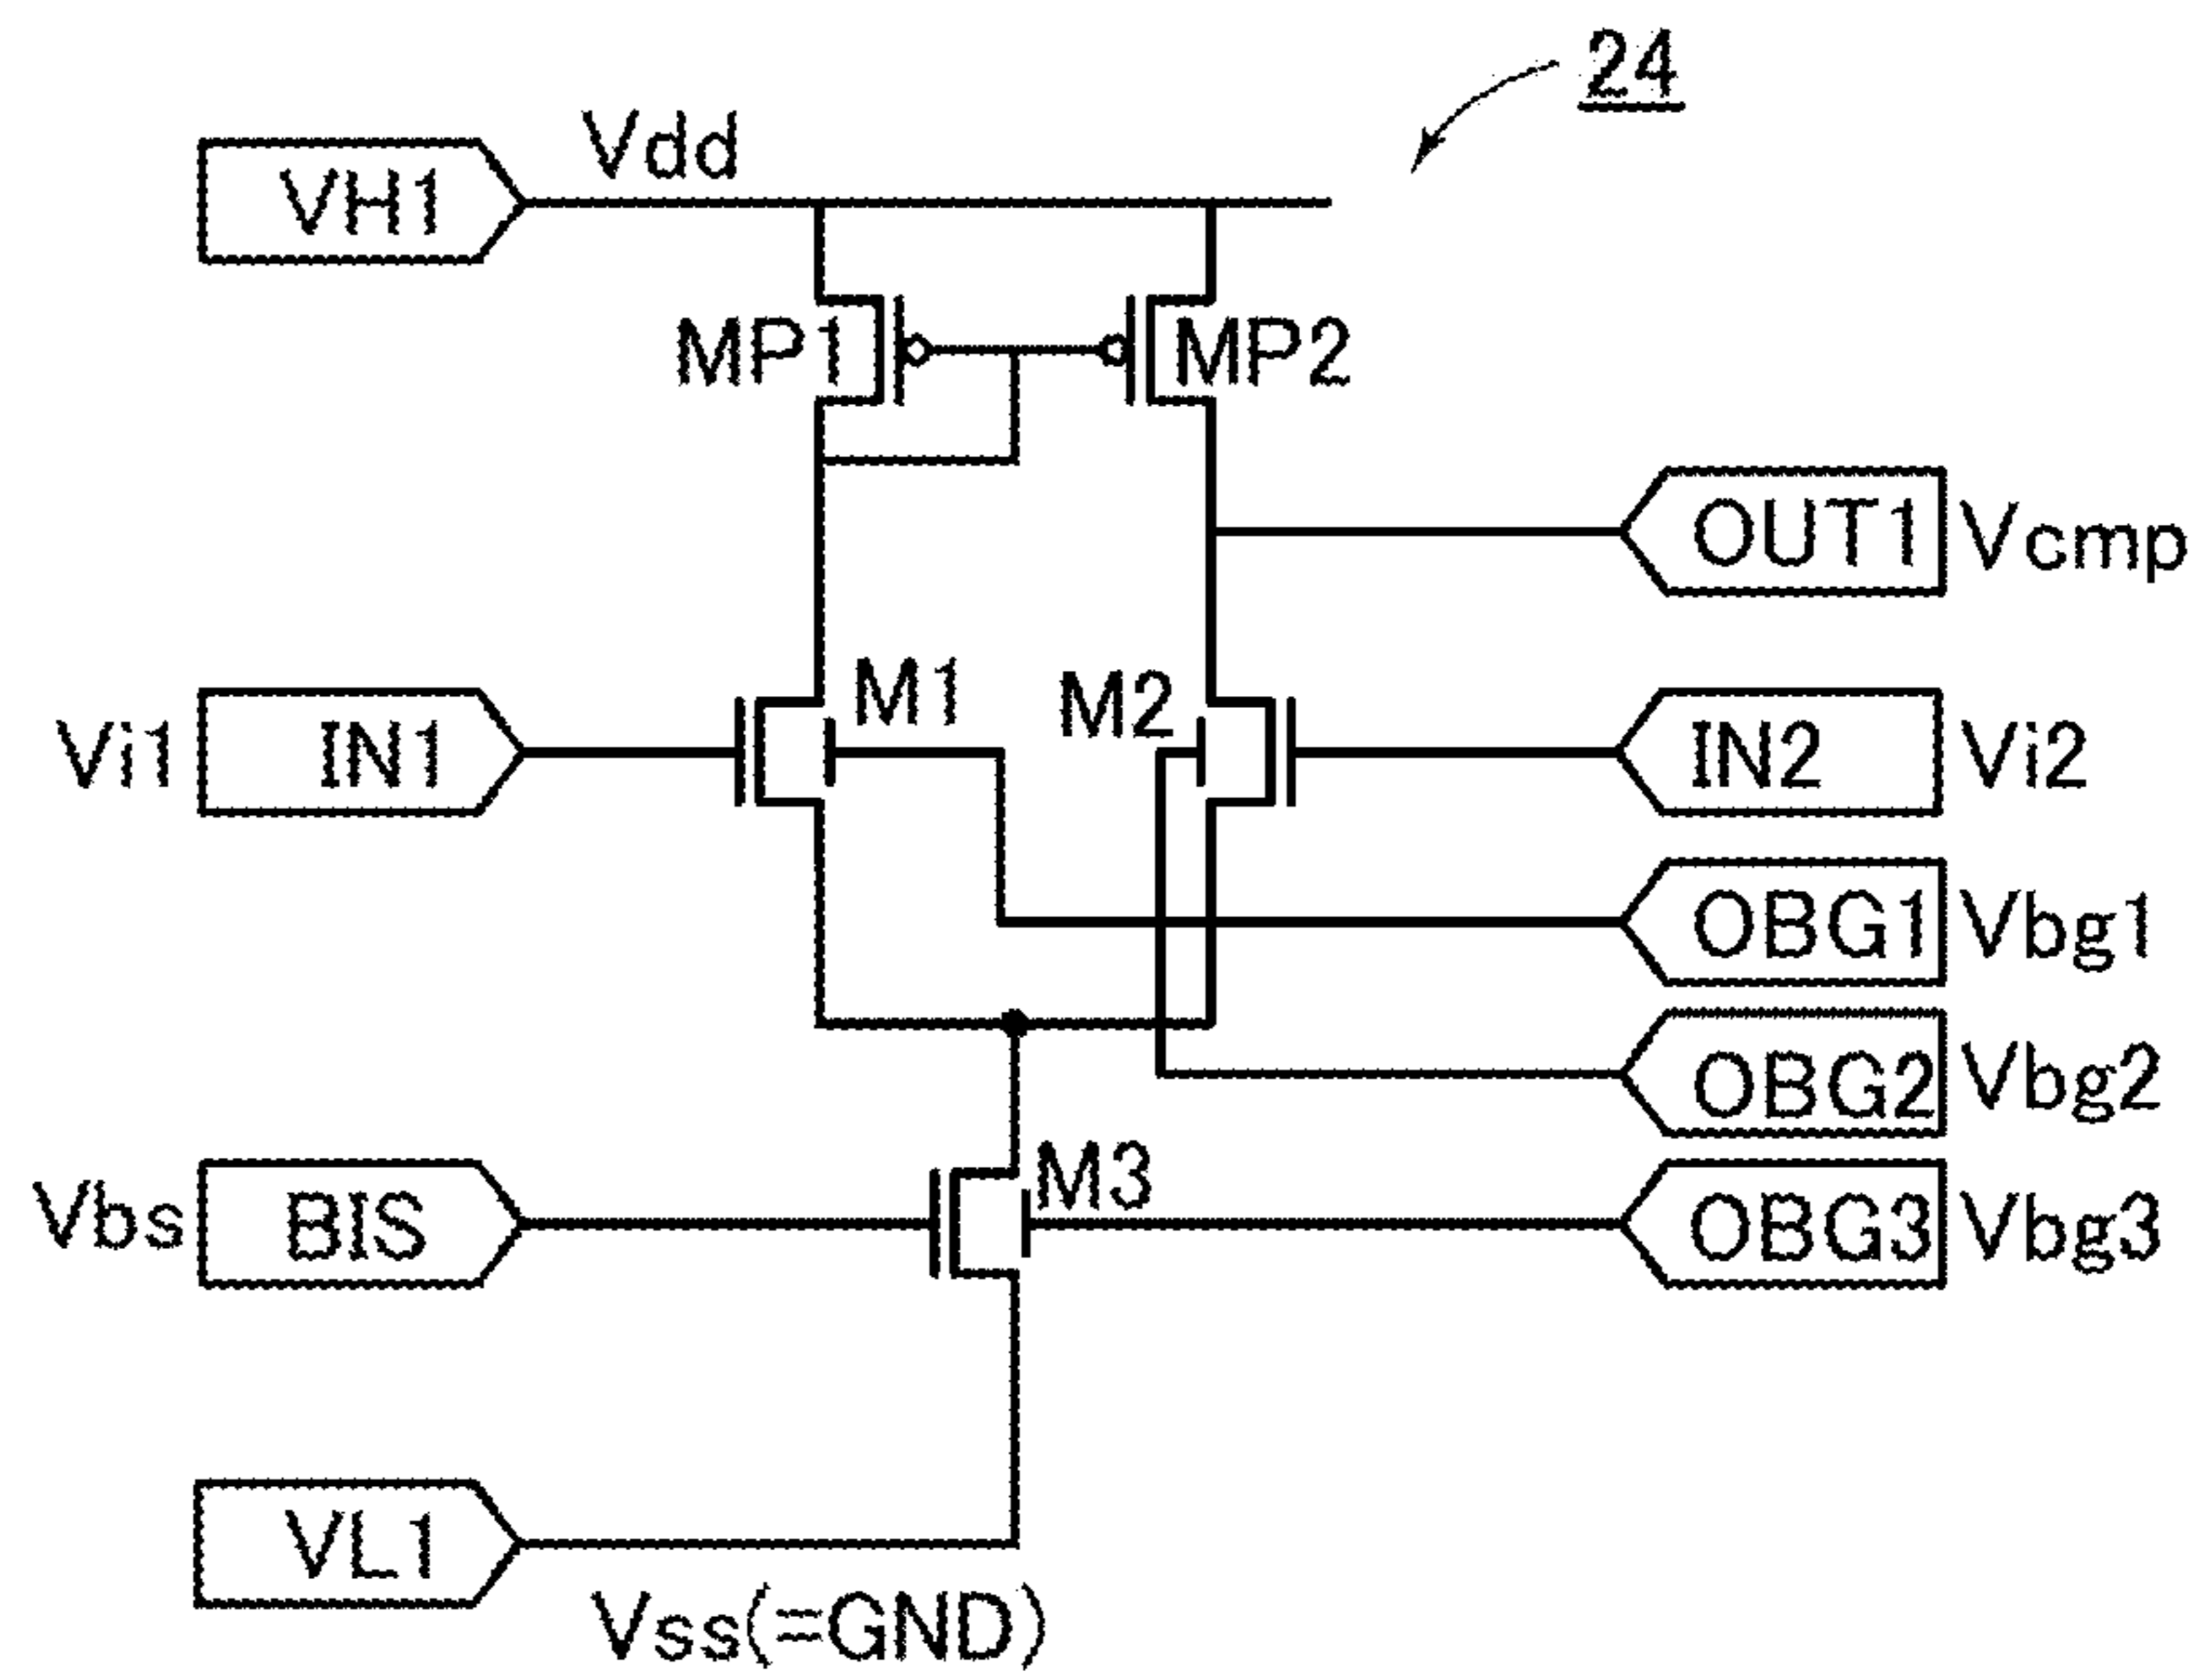 24
Vdd
VH1
MP1
MP2
OUT1 Vcmp
M1
M2
Vi1 IN1
IN2 Vi2
OBG1 Vbg1
OBG2 Vbg2
M3
Vbs BIS
OBG3 Vbg3
VL1
Vss(=GND)